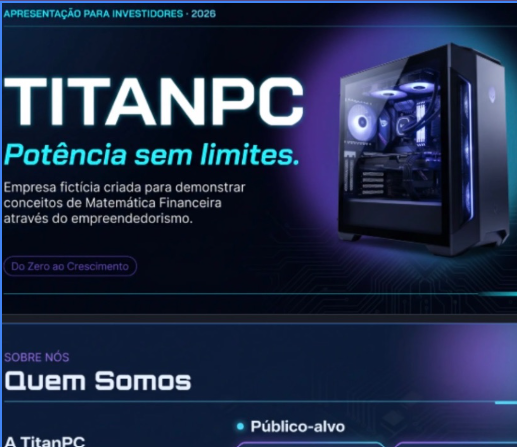 APRESENTAÇÃO PARA INVESTIDORES · 2026
TITANPC
Potência sem limites.
Empresa fictícia criada para demonstrar
conceitos de Matemática Financeira
através do empreendedorismo.
Do Zero ao Crescimento
SOBRE NÓS
Quem Somos
A TitanPC
• Público-alvo